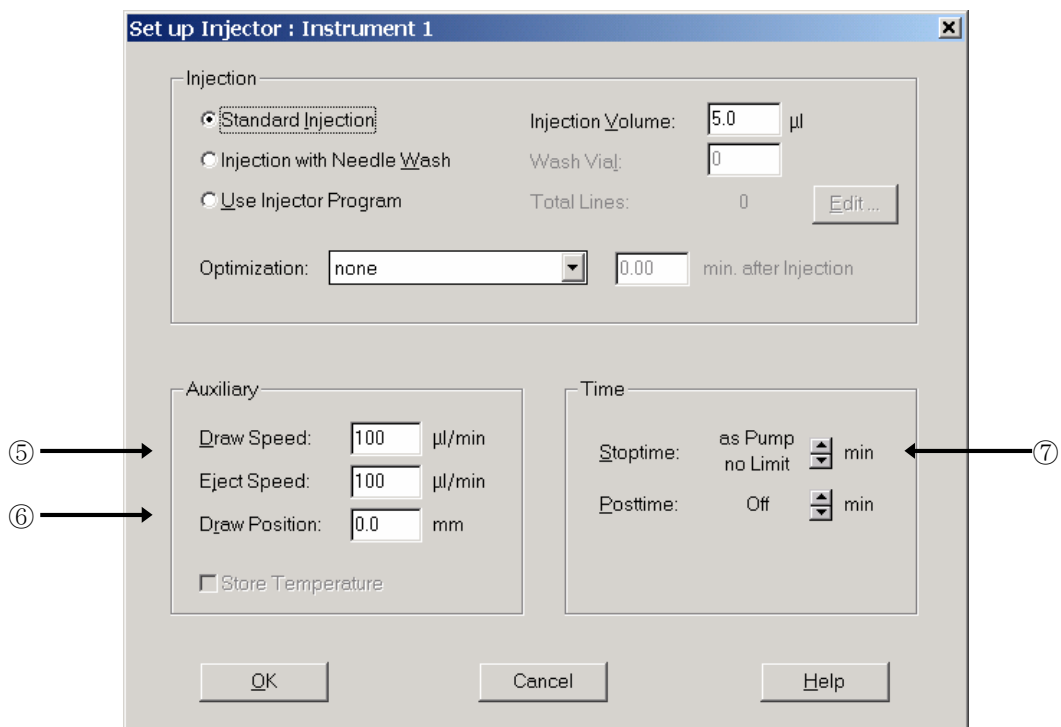 Set up Injector : Instrument 1
Injection
Standard Injection
Injection Volume: 5.0 µl
Injection with Needle Wash
Wash Vial: 0
Use Injector Program
Total Lines: 0 Edit ...
Optimization: none 0.00 min. after Injection
Auxiliary
⑤ Draw Speed: 100 µl/min
Eject Speed: 100 µl/min
⑥ Draw Position: 0.0 mm
Store Temperature
Time
Stoptime: as Pump
no Limit min ⑦
Posttime: Off min
OK Cancel Help